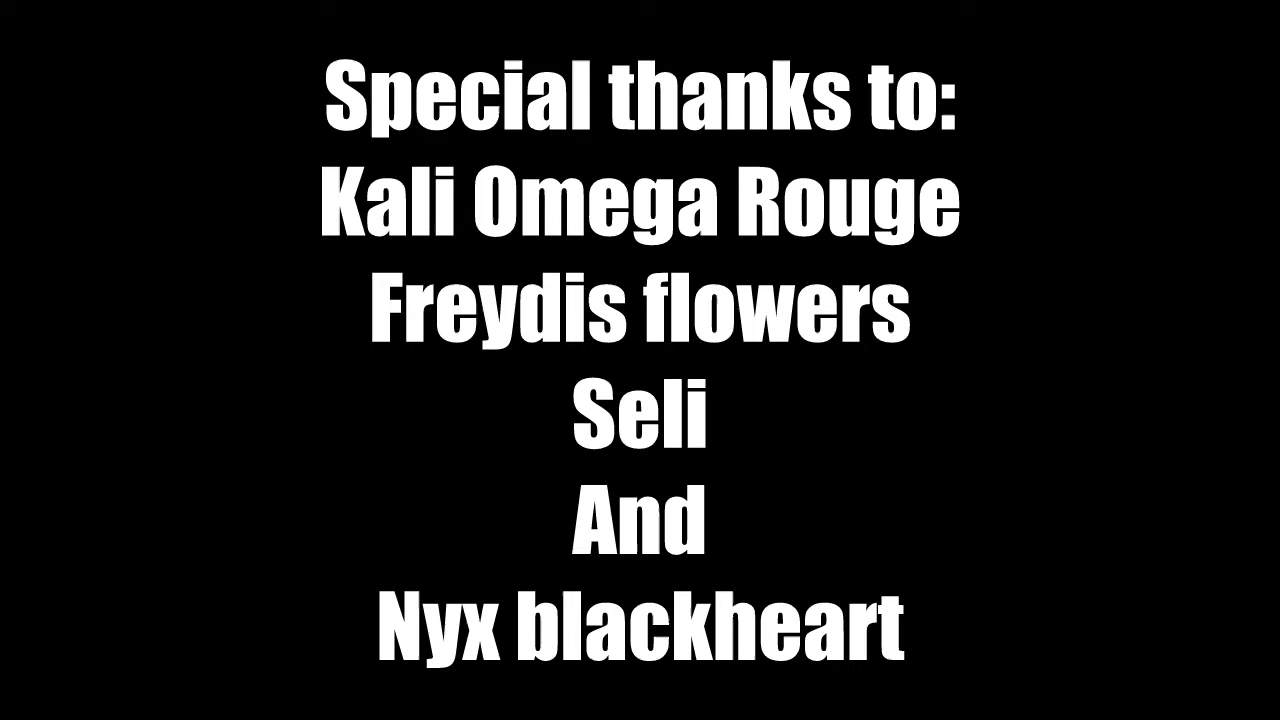 Special thanks to:
Kali Omega Rouge
Freydis flowers
Seli
And
Nyx blackheart